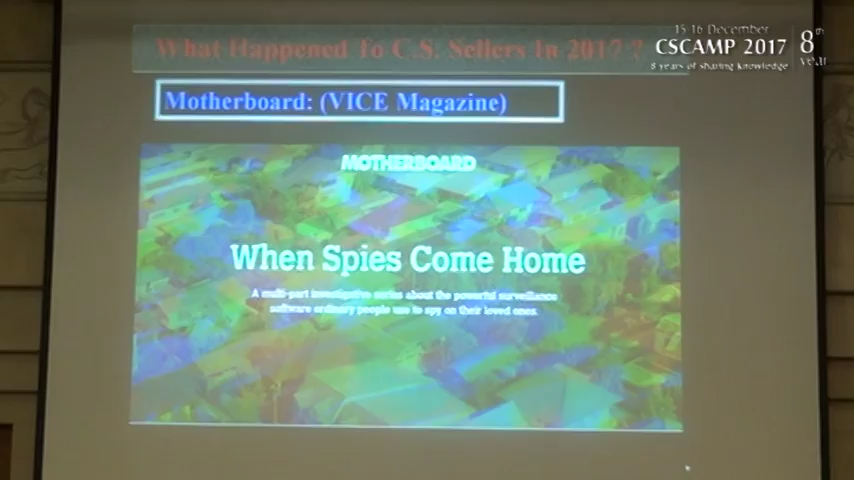 What Happened To C.S. Sellers In 2017 ?
15-16 December
CSCAMP 2017
8 years of sharing knowledge
8th
year
Motherboard: (VICE Magazine)
MOTHERBOARD
When Spies Come Home
A multi-part investigative series about the powerful surveillance
software ordinary people use to spy on their loved ones.